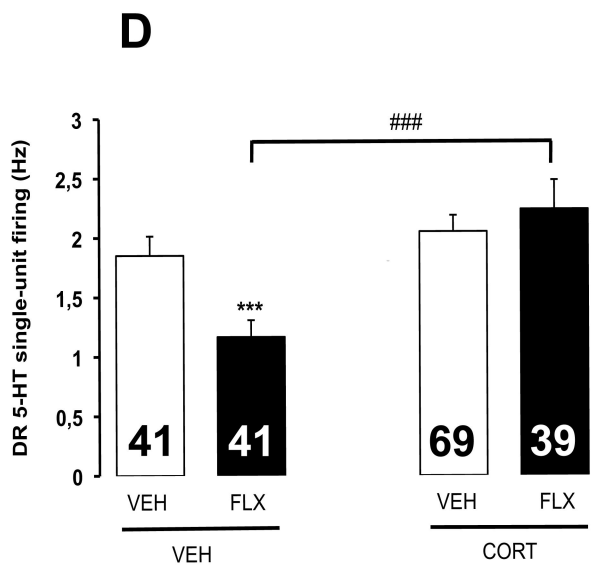 D
DR 5-HT single-unit firing (Hz)
3
2,5
2
1,5
1
0,5
0
###
***
41
41
69
39
VEH
FLX
VEH
FLX
VEH
CORT